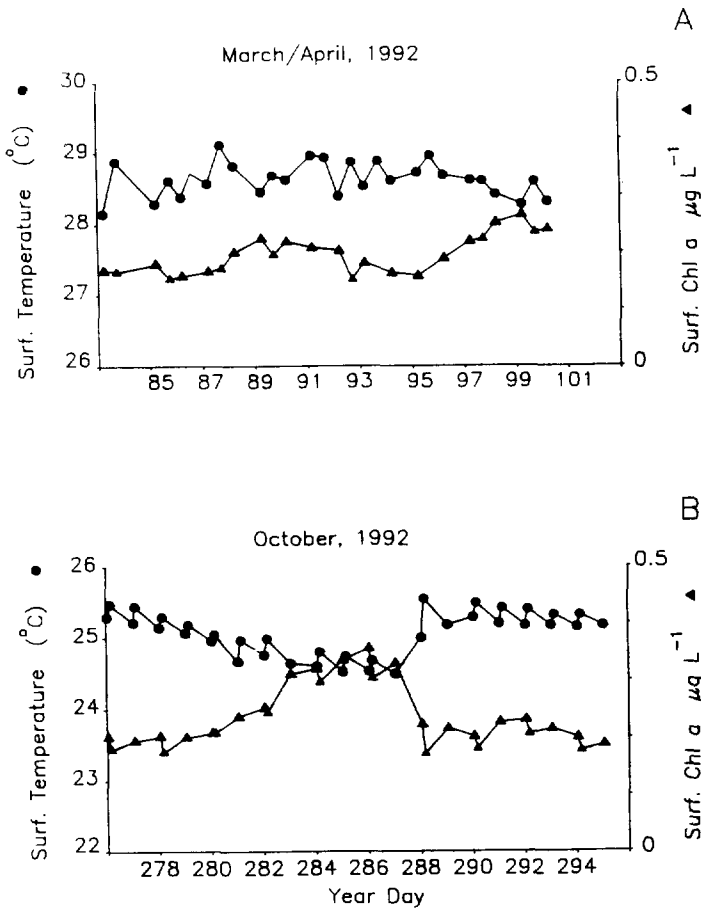 A
March/April, 1992
Surf. Temperature (°C) ●
30
29
28
27
26
0.5
0
Surf. Chl a µg L⁻¹ ▲
85 87 89 91 93 95 97 99 101
B
October, 1992
Surf. Temperature (°C) ●
26
25
24
23
22
0.5
0
Surf. Chl a µg L⁻¹ ▲
278 280 282 284 286 288 290 292 294
Year Day